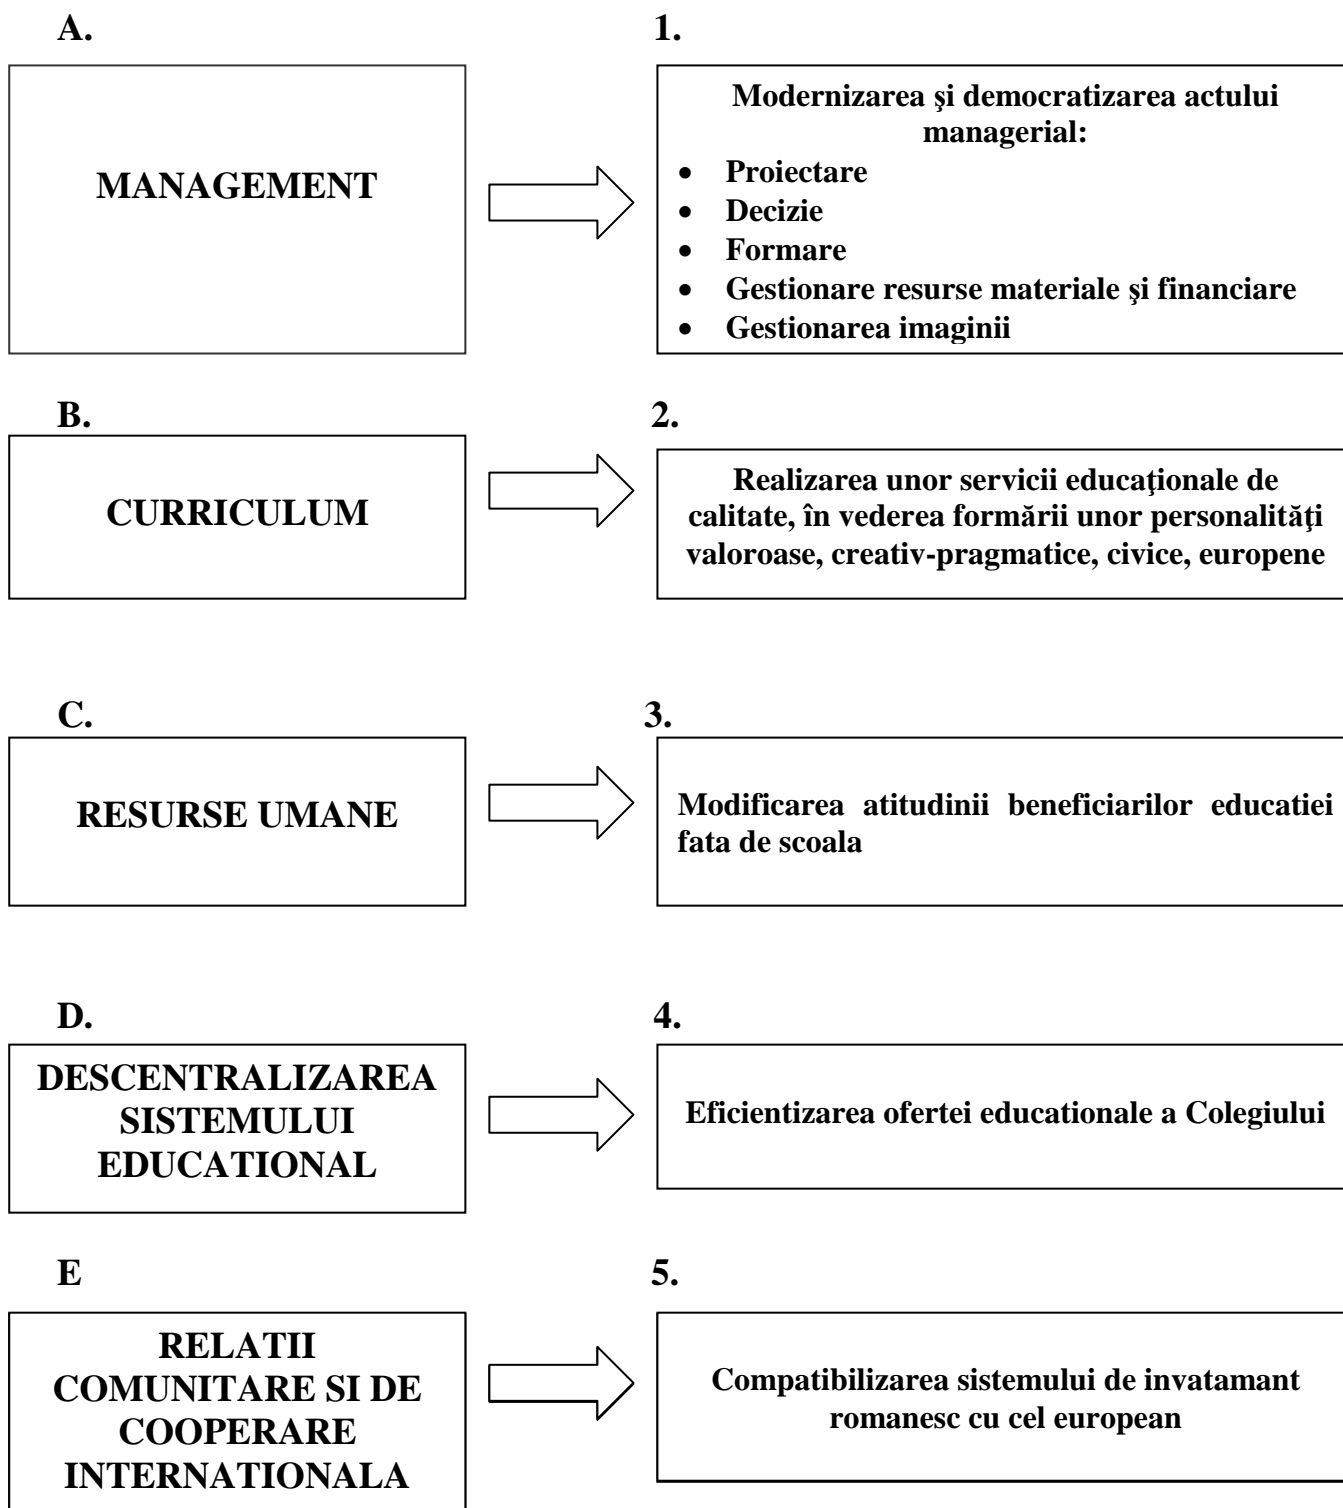 A.
1.
MANAGEMENT
Modernizarea şi democratizarea actului
managerial:
• Proiectare
• Decizie
• Formare
• Gestionare resurse materiale şi financiare
• Gestionarea imaginii
B.
2.
CURRICULUM
Realizarea unor servicii educaţionale de
calitate, în vederea formării unor personalităţi
valoroase, creativ-pragmatice, civice, europene
C.
3.
RESURSE UMANE
Modificarea atitudinii beneficiarilor educatiei
fata de scoala
D.
4.
DESCENTRALIZAREA
SISTEMULUI
EDUCATIONAL
Eficientizarea ofertei educationale a Colegiului
E
5.
RELATII
COMUNITARE SI DE
COOPERARE
INTERNATIONALA
Compatibilizarea sistemului de invatamant
romanesc cu cel european